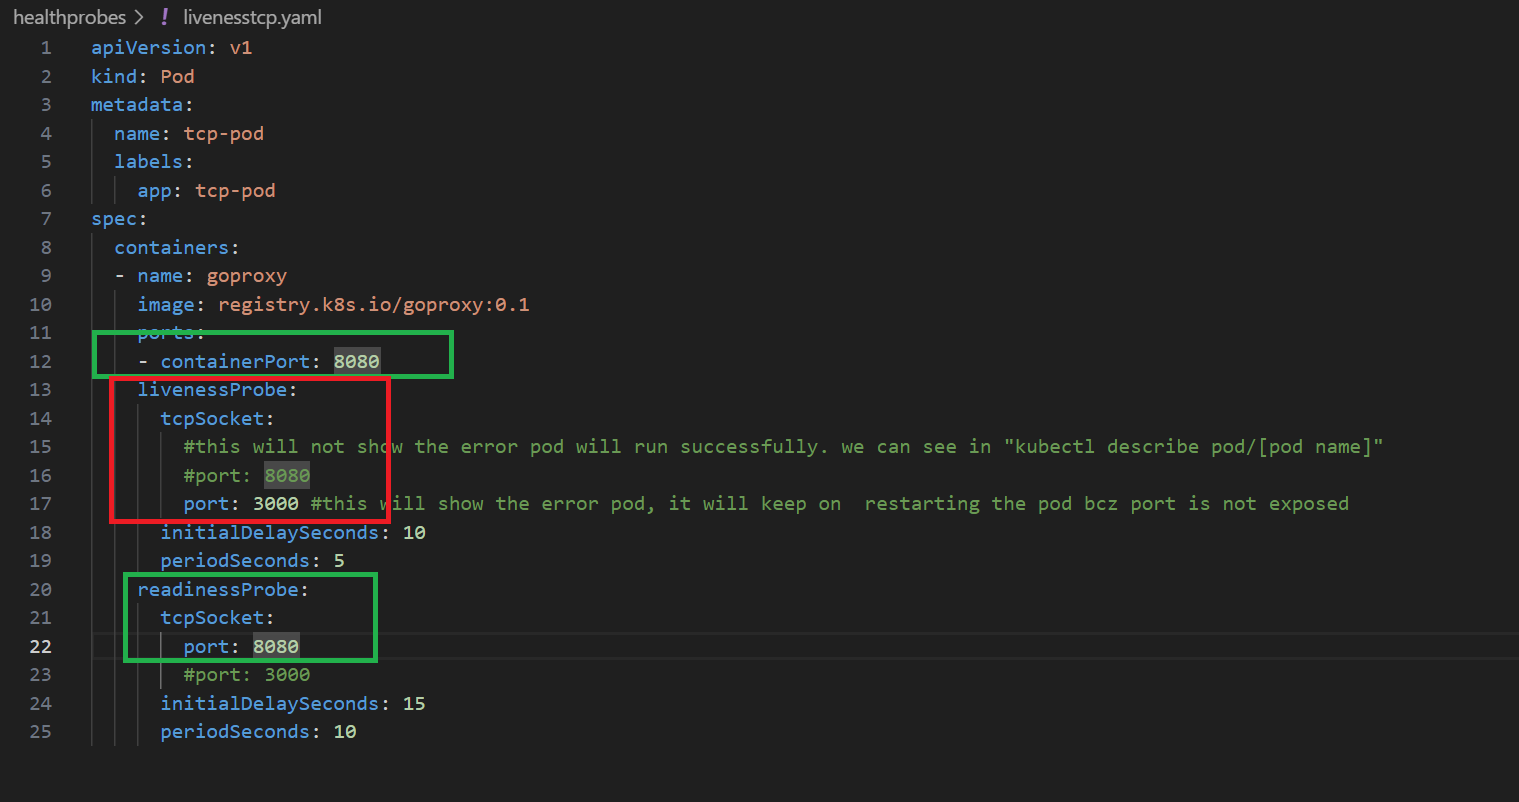 healthprobes > ! livenesstcp.yaml
1 apiVersion: v1
2 kind: Pod
3 metadata:
4   name: tcp-pod
5   labels:
6     app: tcp-pod
7 spec:
8   containers:
9   - name: goproxy
10     image: registry.k8s.io/goproxy:0.1
11     ports:
12     - containerPort: 8080
13     livenessProbe:
14       tcpSocket:
15         #this will not show the error pod will run successfully. we can see in "kubectl describe pod/[pod name]"
16         #port: 8080
17         port: 3000 #this will show the error pod, it will keep on  restarting the pod bcz port is not exposed
18       initialDelaySeconds: 10
19       periodSeconds: 5
20     readinessProbe:
21       tcpSocket:
22         port: 8080
23         #port: 3000
24       initialDelaySeconds: 15
25       periodSeconds: 10